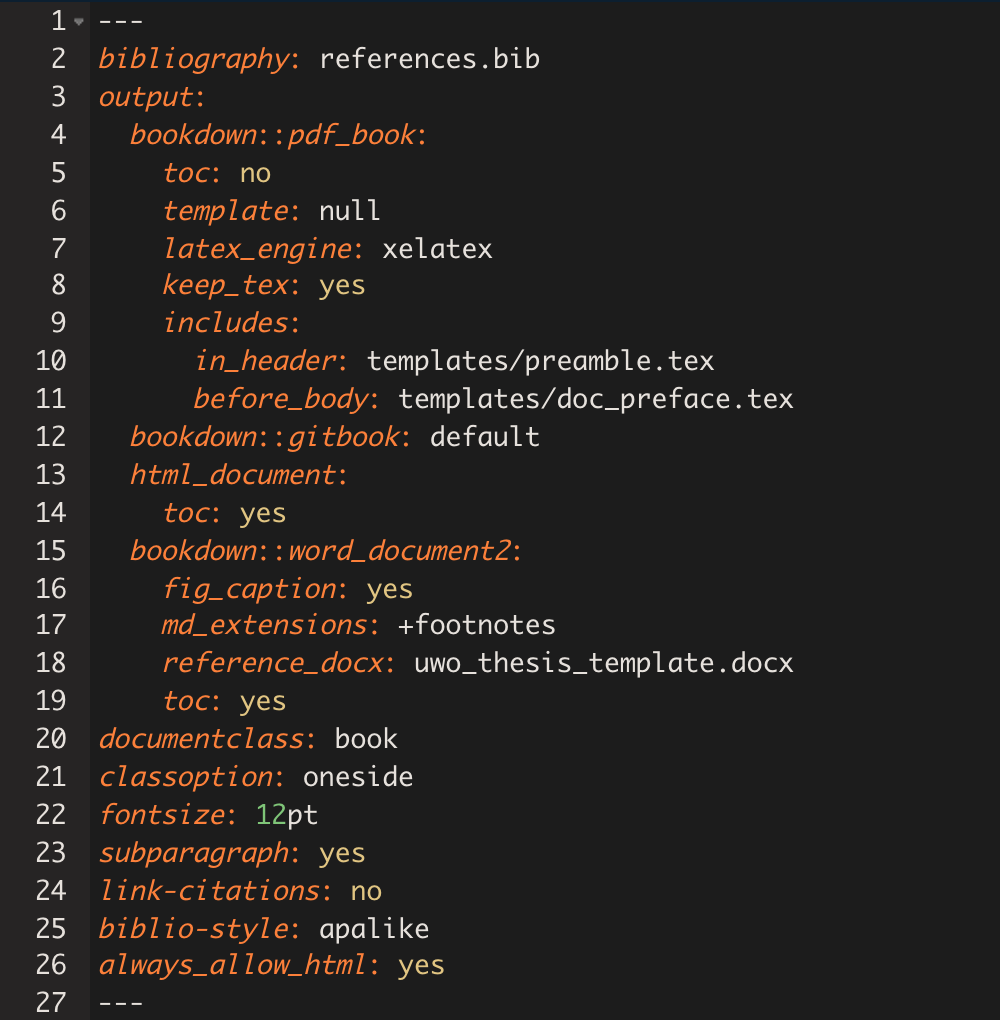 1 ---
2 bibliography: references.bib
3 output:
4   bookdown::pdf_book:
5     toc: no
6     template: null
7     latex_engine: xelatex
8     keep_tex: yes
9     includes:
10       in_header: templates/preamble.tex
11       before_body: templates/doc_preface.tex
12   bookdown::gitbook: default
13   html_document:
14     toc: yes
15   bookdown::word_document2:
16     fig_caption: yes
17     md_extensions: +footnotes
18     reference_docx: uwo_thesis_template.docx
19     toc: yes
20 documentclass: book
21 classoption: oneside
22 fontsize: 12pt
23 subparagraph: yes
24 link-citations: no
25 biblio-style: apalike
26 always_allow_html: yes
27 ---